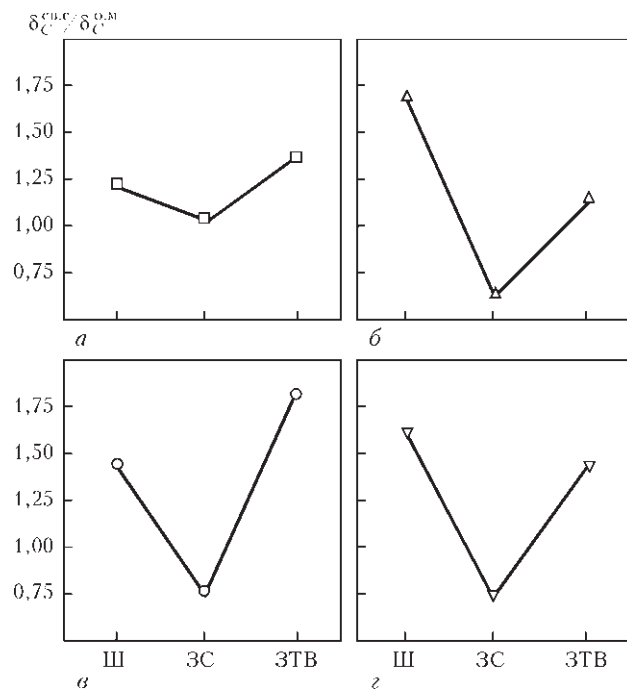 δ_C^{св.с}/δ_C^{о.м}
1,75
1,50
1,25
1,00
0,75
а
б
1,75
1,50
1,25
1,00
0,75
Ш ЗС ЗТВ
Ш ЗС ЗТВ
в
г